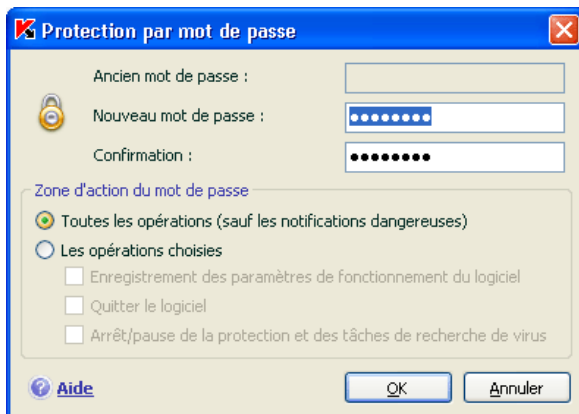 Protection par mot de passe
Ancien mot de passe :
Nouveau mot de passe : ••••••••
Confirmation : ••••••••
Zone d'action du mot de passe
Toutes les opérations (sauf les notifications dangereuses)
Les opérations choisies
Enregistrement des paramètres de fonctionnement du logiciel
Quitter le logiciel
Arrêt/pause de la protection et des tâches de recherche de virus
Aide OK Annuler